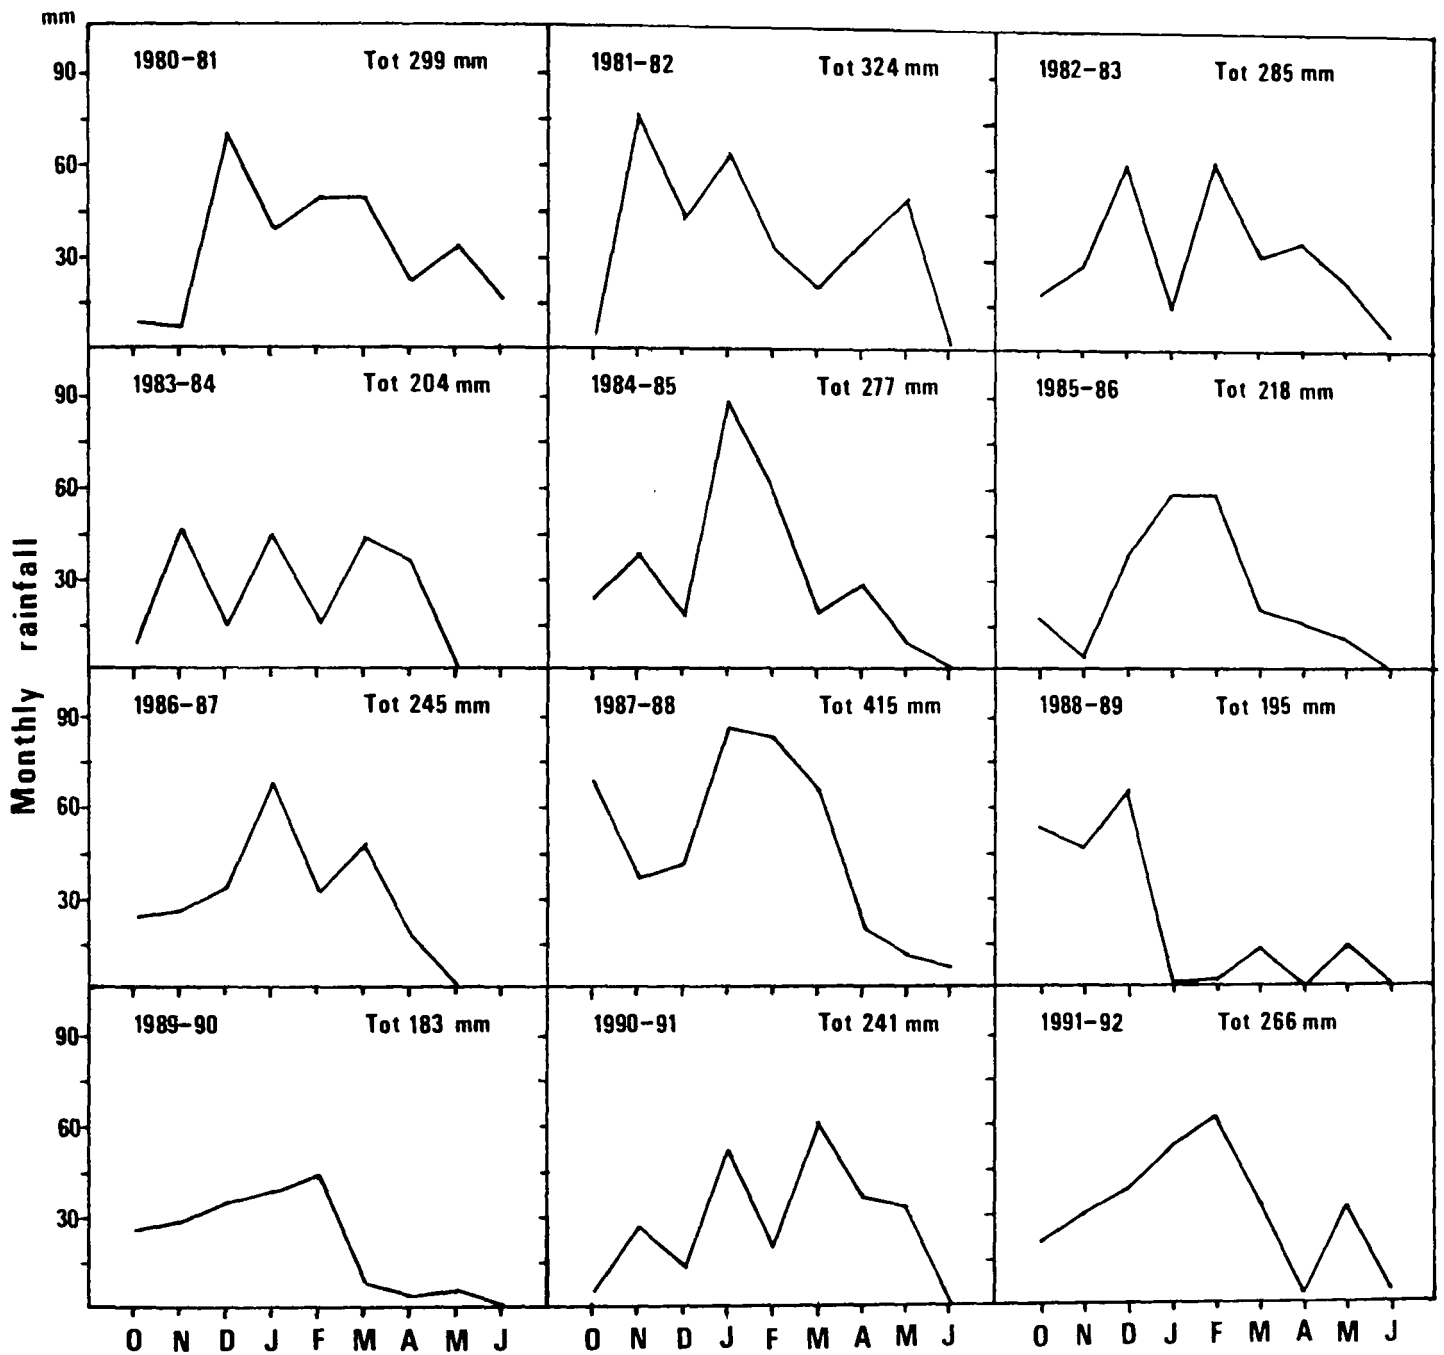 mm
1980-81 Tot 299 mm
1981-82 Tot 324 mm
1982-83 Tot 285 mm
90
60
30
1983-84 Tot 204 mm
1984-85 Tot 277 mm
1985-86 Tot 218 mm
90
60
30
Monthly rainfall
1986-87 Tot 245 mm
1987-88 Tot 415 mm
1988-89 Tot 195 mm
90
60
30
1989-90 Tot 183 mm
1990-91 Tot 241 mm
1991-92 Tot 266 mm
90
60
30
O N D J F M A M J
O N D J F M A M J
O N D J F M A M J